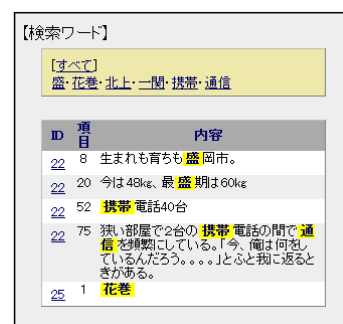 【検索ワード】
[すべて]
盛・花巻・北上・一関・携帯・通信
ID 項目 内容
22 8 生まれも育ちも盛岡市。
22 20 今は48kg、最盛期は60kg
22 52 携帯電話40台
22 75 狭い部屋で2台の携帯電話の間で通
信を頻繁にしている。「今、俺は何をし
ているんだろう。。。。」とふと我に返ると
きがある。
25 1 花巻